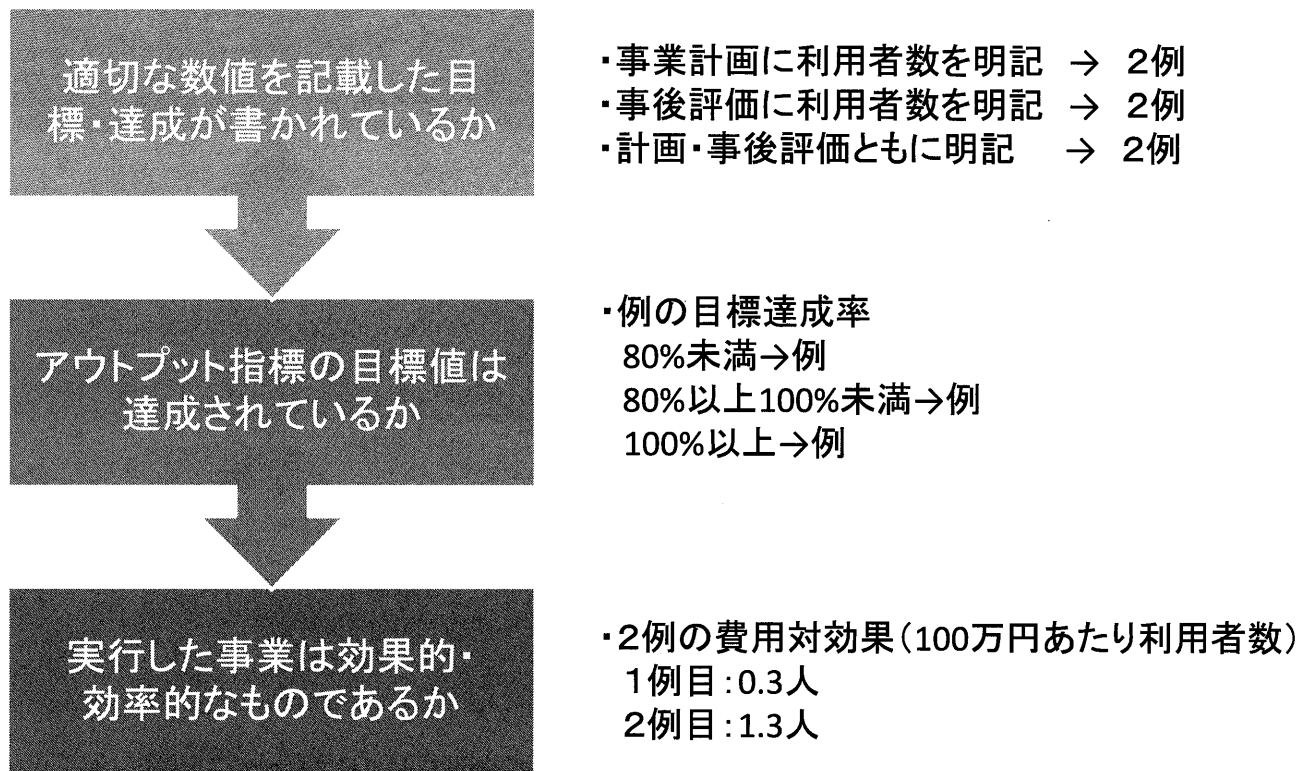 適切な数値を記載した目
標・達成が書かれているか
・事業計画に利用者数を明記 → 2例
・事後評価に利用者数を明記 → 2例
・計画・事後評価ともに明記 → 2例
アウトプット指標の目標値は
達成されているか
・例の目標達成率
80%未満→例
80%以上100%未満→例
100%以上→例
実行した事業は効果的・
効率的なものであるか
・2例の費用対効果(100万円あたり利用者数)
1例目:0.3人
2例目:1.3人